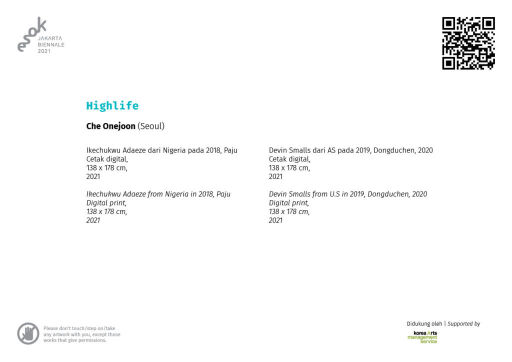 esok
JAKARTA
BIENNALE
2021
Highlife
Che Onejoon (Seoul)
Ikechukwu Adaeze dari Nigeria pada 2018, Paju
Cetak digital,
138 x 178 cm,
2021
Ikechukwu Adaeze from Nigeria in 2018, Paju
Digital print,
138 x 178 cm,
2021
Devin Smalls dari AS pada 2019, Dongduchen, 2020
Cetak digital,
138 x 178 cm,
2021
Devin Smalls from U.S in 2019, Dongduchen, 2020
Digital print,
138 x 178 cm,
2021
Please don't touch/step on/take
any artwork with you, except those
works that give permissions.
Didukung oleh | Supported by
korea arts
management
service